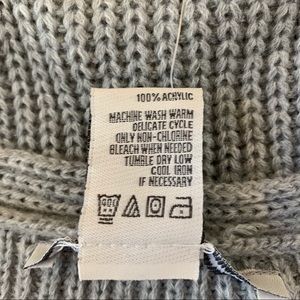 100% ACRYLIC
MACHINE WASH WARM
DELICATE CYCLE
ONLY NON-CHLORINE
BLEACH WHEN NEEDED
TUMBLE DRY LOW
COOL IRON
IF NECESSARY